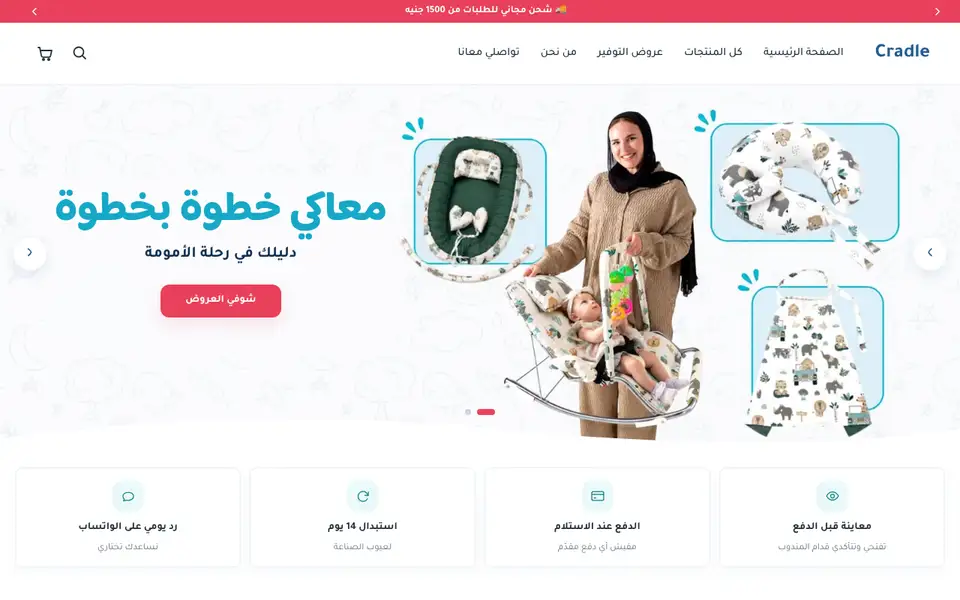 🚚 شحن مجاني للطلبات من 1500 جنيه
Cradle
الصفحة الرئيسية
كل المنتجات
عروض التوفير
من نحن
تواصلي معانا
معاكي خطوة بخطوة
دليلك في رحلة الأمومة
شوفي العروض
معاينة قبل الدفع
تفتحي وتتأكدي قدام المندوب
الدفع عند الاستلام
مفيش أي دفع مقدّم
استبدال 14 يوم
لعيوب الصناعة
رد يومي على الواتساب
نساعدك تختاري